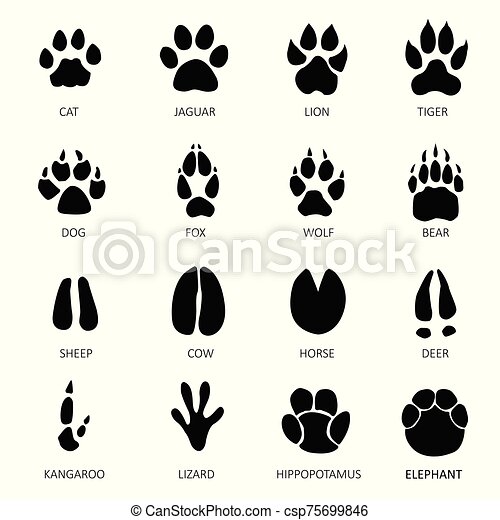 CAT JAGUAR LION TIGER
DOG FOX WOLF BEAR
© Can Stock Photo
SHEEP COW HORSE DEER
KANGAROO LIZARD HIPPOPOTAMUS ELEPHANT
© Can Stock Photo - csp75699846